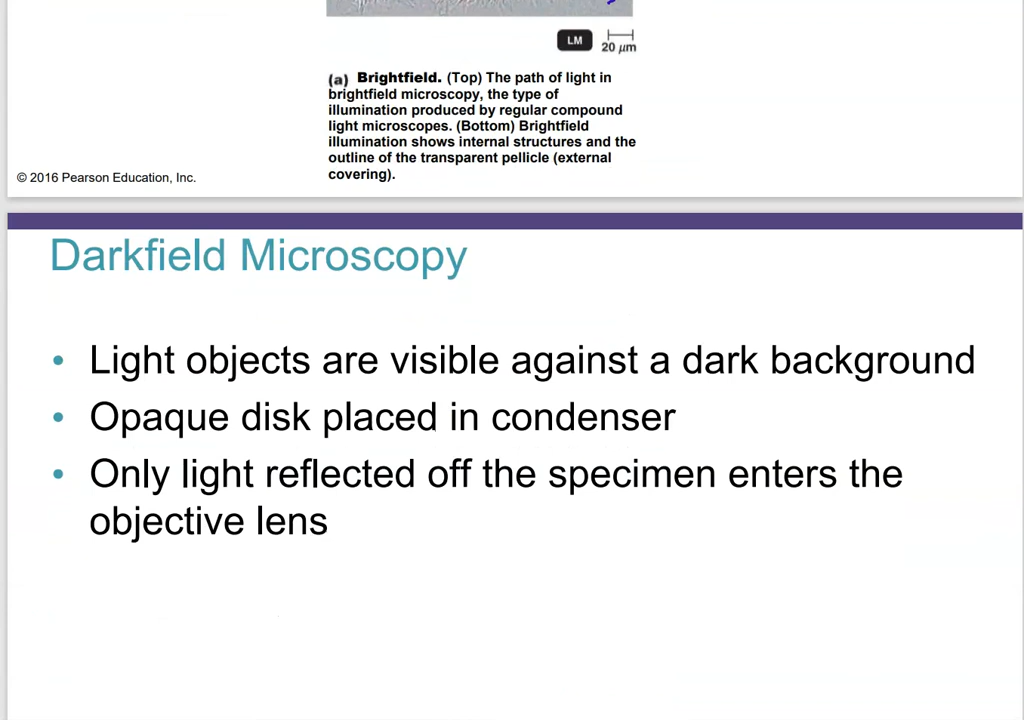 LM
20 µm
(a) Brightfield. (Top) The path of light in
brightfield microscopy, the type of
illumination produced by regular compound
light microscopes. (Bottom) Brightfield
illumination shows internal structures and the
outline of the transparent pellicle (external
covering).
© 2016 Pearson Education, Inc.
Darkfield Microscopy
• Light objects are visible against a dark background
• Opaque disk placed in condenser
• Only light reflected off the specimen enters the
objective lens